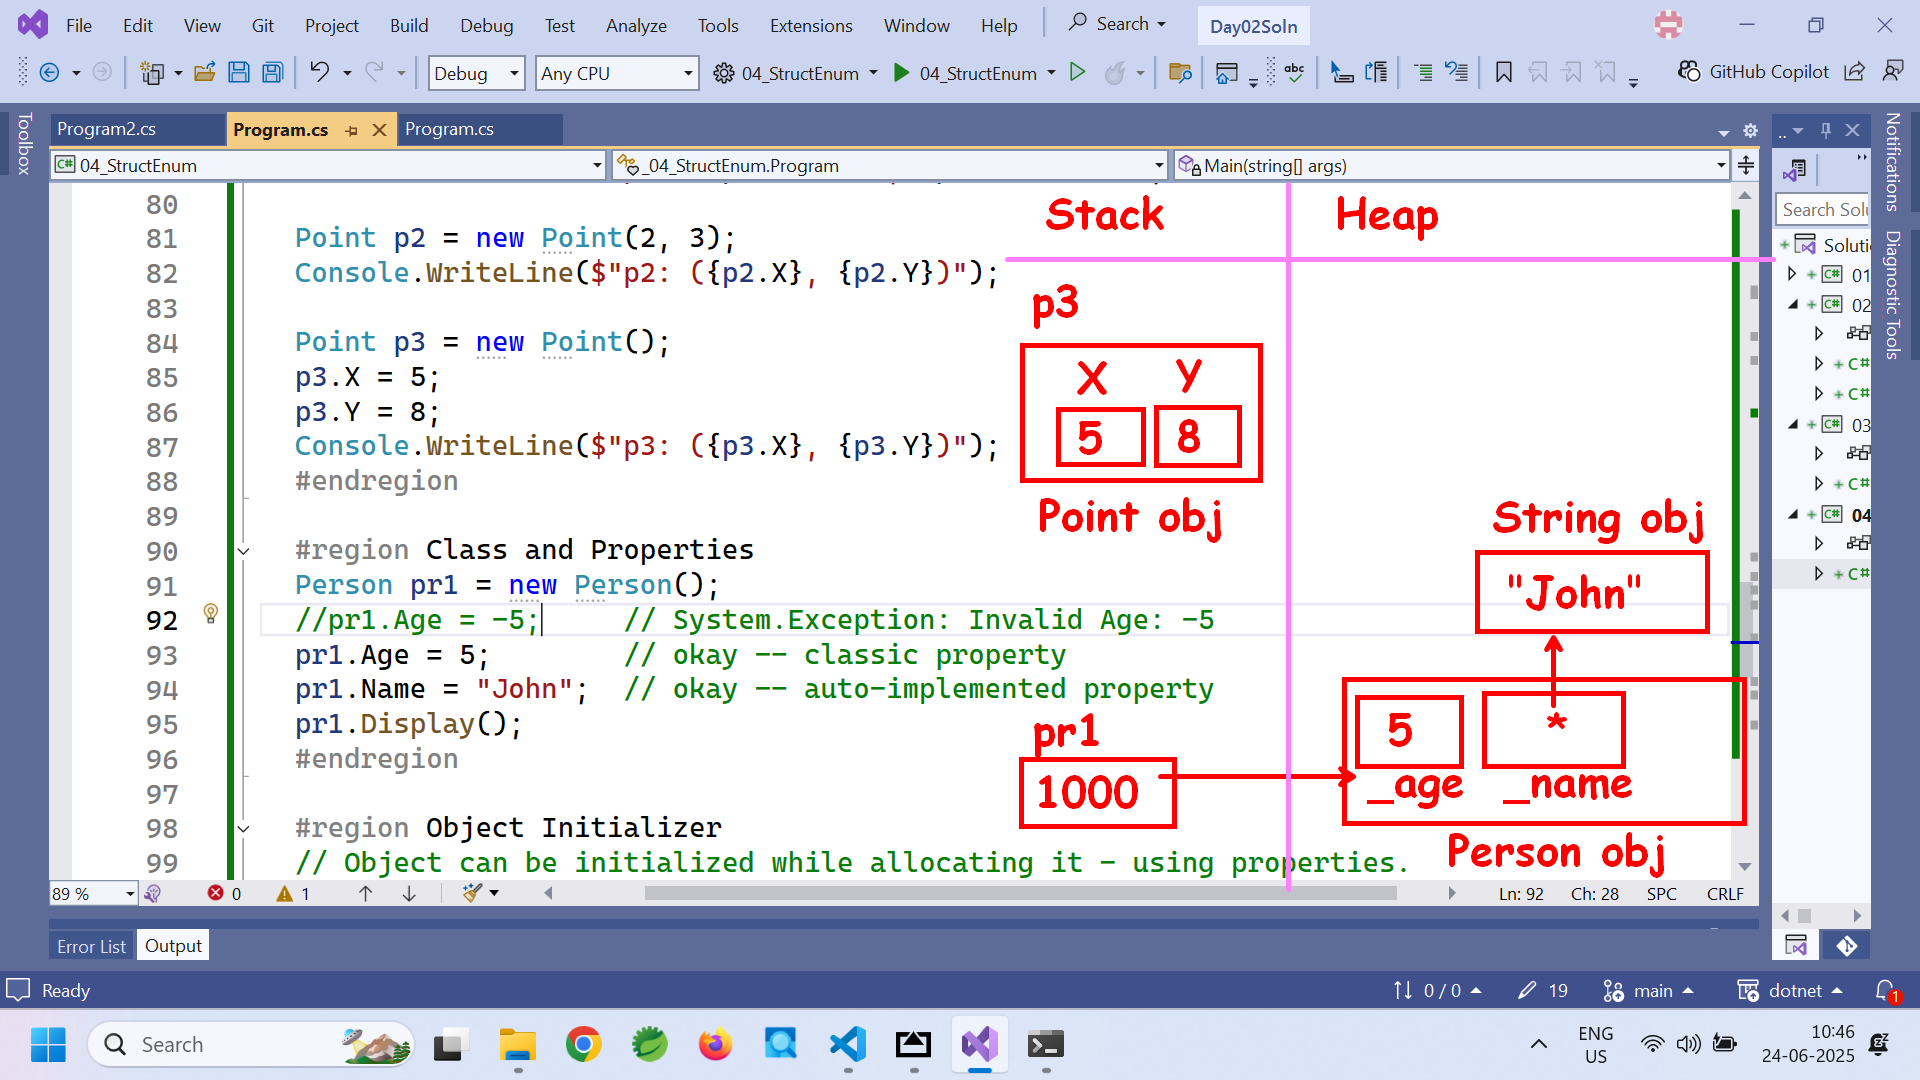 File Edit View Git Project Build Debug Test Analyze Tools Extensions Window Help Search Day02Soln
Debug Any CPU 04_StructEnum 04_StructEnum GitHub Copilot
Toolbox
Program2.cs Program.cs Program.cs
04_StructEnum _04_StructEnum.Program Main(string[] args)
80
81 Point p2 = new Point(2, 3);
82 Console.WriteLine($"p2: ({p2.X}, {p2.Y})");
83
84 Point p3 = new Point();
85 p3.X = 5;
86 p3.Y = 8;
87 Console.WriteLine($"p3: ({p3.X}, {p3.Y})");
88 #endregion
89
90 #region Class and Properties
91 Person pr1 = new Person();
92 //pr1.Age = -5; // System.Exception: Invalid Age: -5
93 pr1.Age = 5; // okay -- classic property
94 pr1.Name = "John"; // okay -- auto-implemented property
95 pr1.Display();
96 #endregion
97
98 #region Object Initializer
99 // Object can be initialized while allocating it - using properties.
Stack Heap
p3
X Y
5 8
Point obj
String obj
"John"
pr1
1000
5 *
_age _name
Person obj
..
Search Solu
Soluti
C# 01
C# 02
C#
C#
C# 03
C#
C# 04
C#
Notifications
Diagnostic Tools
89 % 0 1 Ln: 92 Ch: 28 SPC CRLF
Error List Output
Ready 0 / 0 19 main dotnet 1
Search ENG
US
10:46
24-06-2025